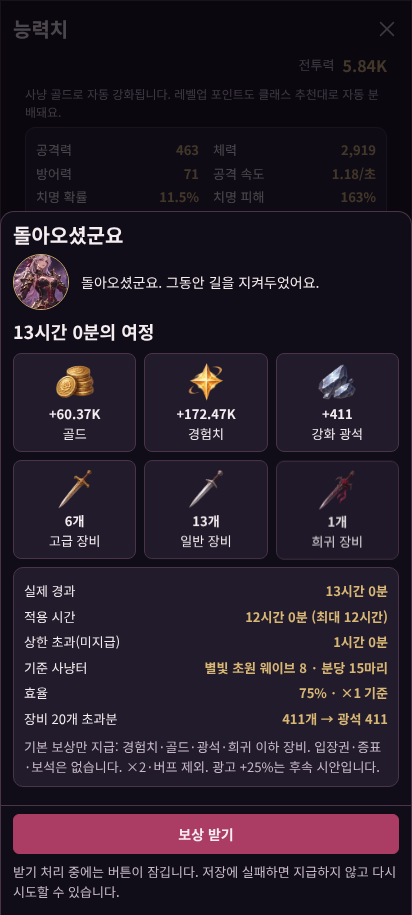 능력치
전투력 5.84K
사냥 골드로 자동 강화됩니다. 레벨업 포인트도 클래스 추천대로 자동 분
배돼요.
공격력 463 체력 2,919
방어력 71 공격 속도 1.18/초
치명 확률 11.5% 치명 피해 163%
돌아오셨군요
돌아오셨군요. 그동안 길을 지켜두었어요.
13시간 0분의 여정
+60.37K
골드
+172.47K
경험치
+411
강화 광석
6개
고급 장비
13개
일반 장비
1개
희귀 장비
실제 경과 13시간 0분
적용 시간 12시간 0분 (최대 12시간)
상한 초과(미지급) 1시간 0분
기준 사냥터 별빛 초원 웨이브 8 · 분당 15마리
효율 75% · ×1 기준
장비 20개 초과분 411개 → 광석 411
기본 보상만 지급: 경험치·골드·광석·희귀 이하 장비. 입장권·증표
·보석은 없습니다. ×2·버프 제외. 광고 +25%는 후속 시안입니다.
보상 받기
받기 처리 중에는 버튼이 잠깁니다. 저장에 실패하면 지급하지 않고 다시
시도할 수 있습니다.